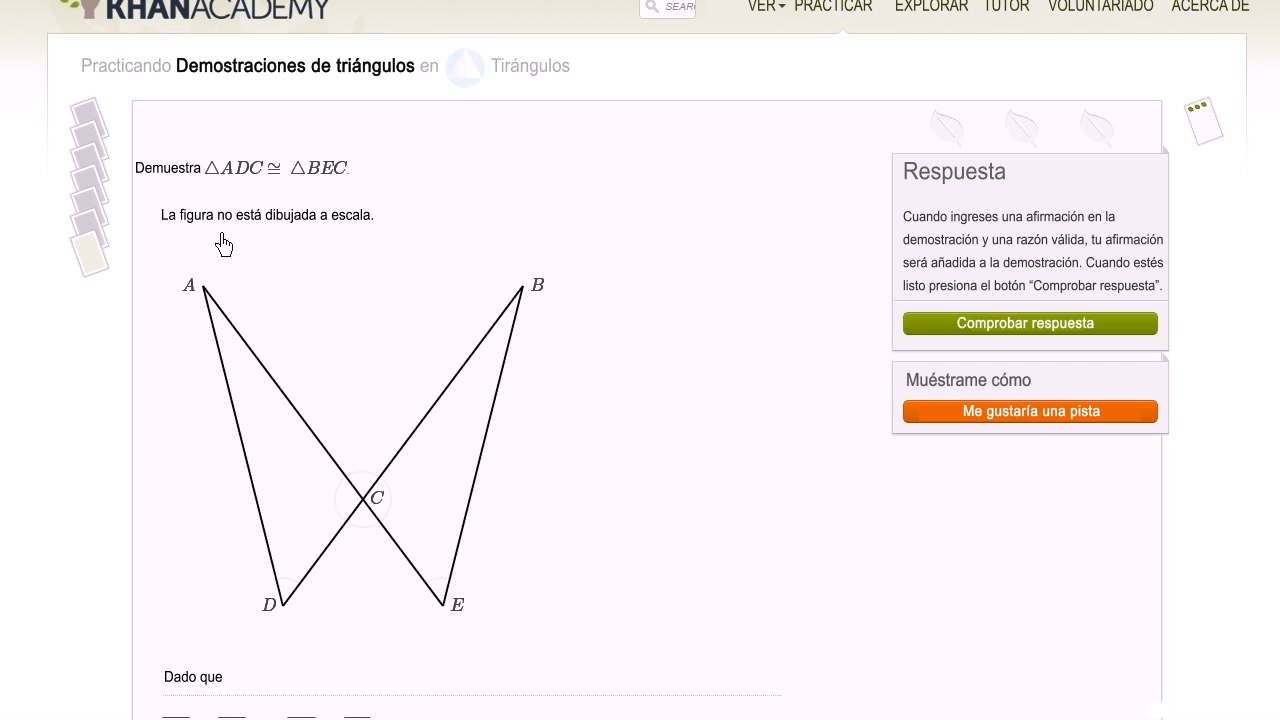 KHANACADEMY
SEAR
VER PRACTICAR EXPLORAR TUTOR VOLUNTARIADO ACERCA DE
Practicando Demostraciones de triángulos en Tirángulos
Demuestra △ADC ≅ △BEC.
La figura no está dibujada a escala.
A
B
C
D
E
Dado que
Respuesta
Cuando ingreses una afirmación en la
demostración y una razón válida, tu afirmación
será añadida a la demostración. Cuando estés
listo presiona el botón “Comprobar respuesta”.
Comprobar respuesta
Muéstrame cómo
Me gustaría una pista